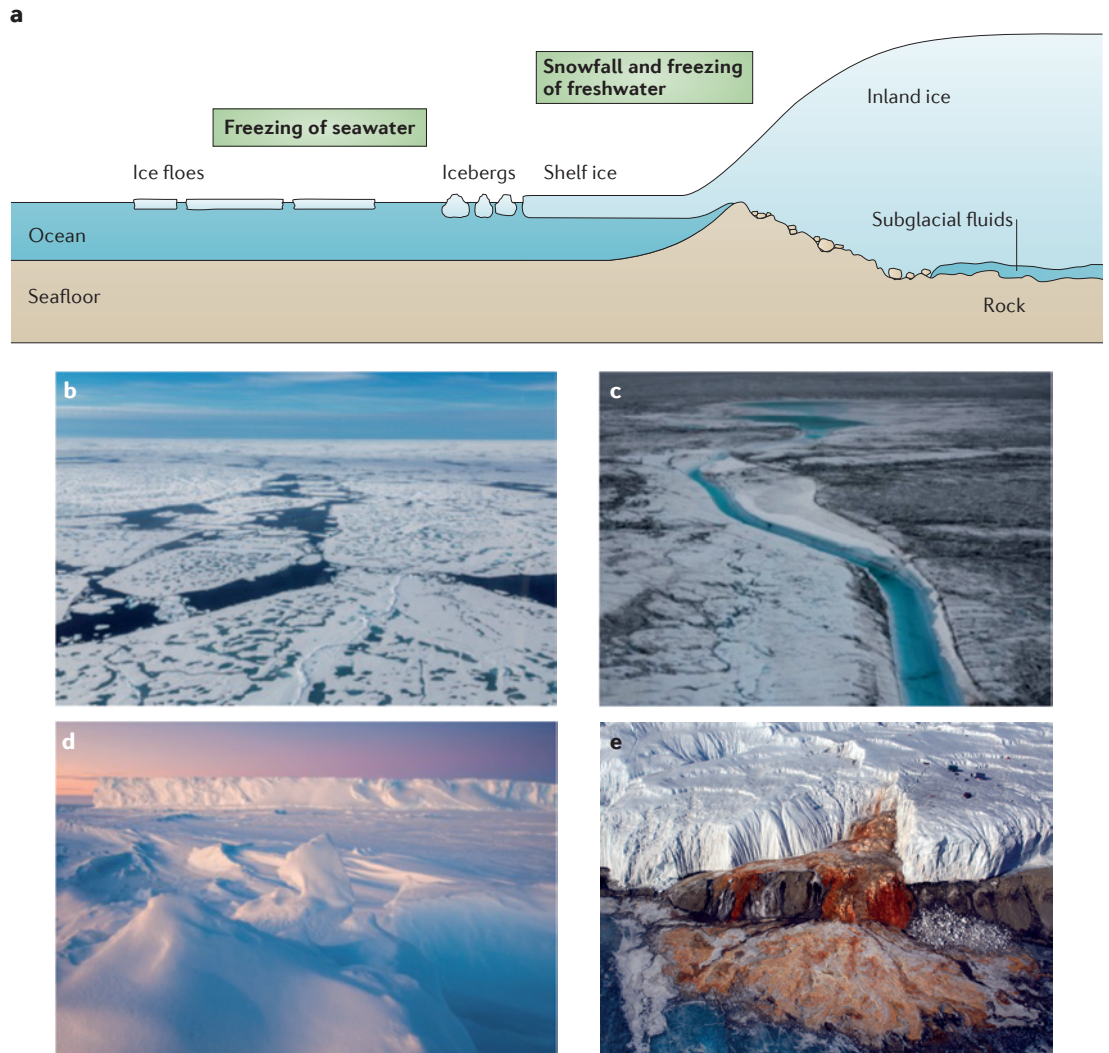 a
Snowfall and freezing
of freshwater
Inland ice
Freezing of seawater
Ice floes
Icebergs
Shelf ice
Subglacial fluids
Ocean
Seafloor
Rock
b
c
d
e